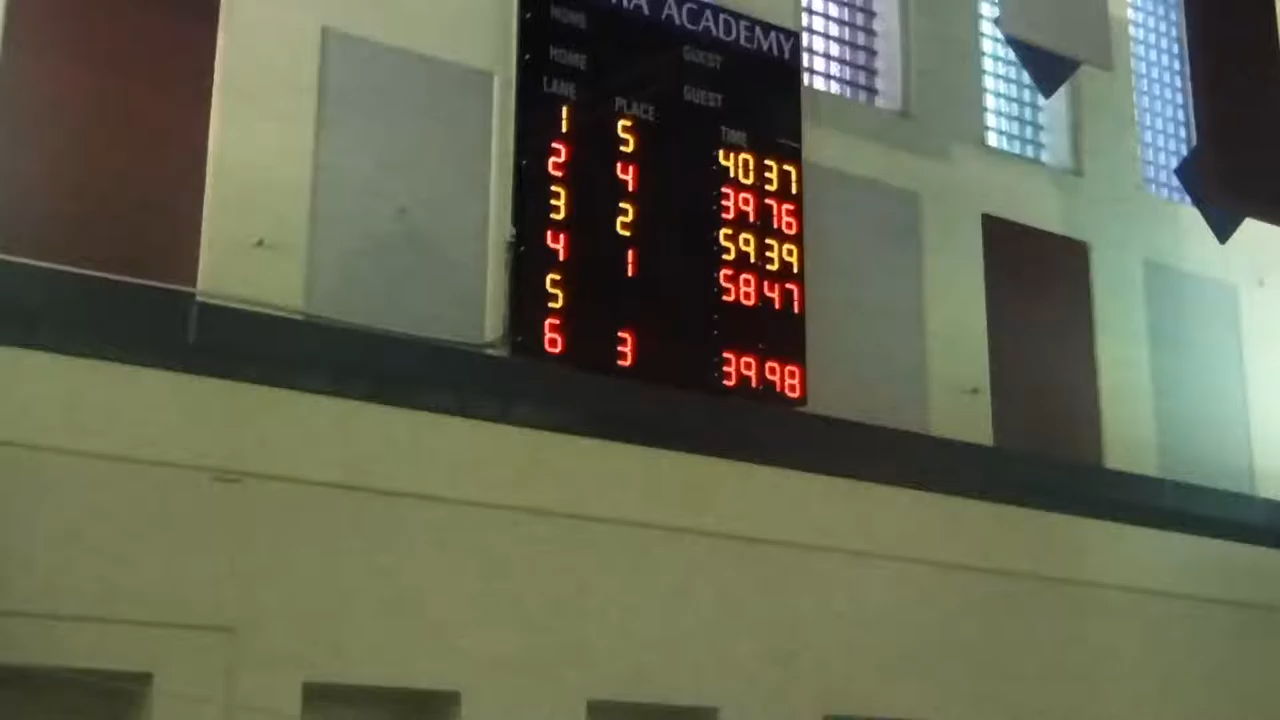 ACADEMY
HOME GUEST
HOME GUEST
LANE PLACE TIME
1 5 40.37
2 4 39.76
3 2 59.39
4 1 58.47
5
6 3 39.98